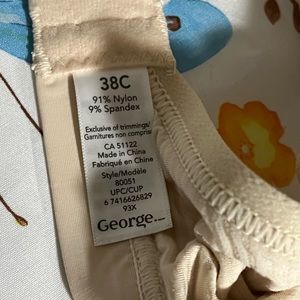 38C
91% Nylon
9% Spandex
Exclusive of trimmings/
Garnitures non comprises
CA 51122
Made in China
Fabriqué en Chine
Style/Modèle
80051
UPC/CUP
6 7416626829
93X
George